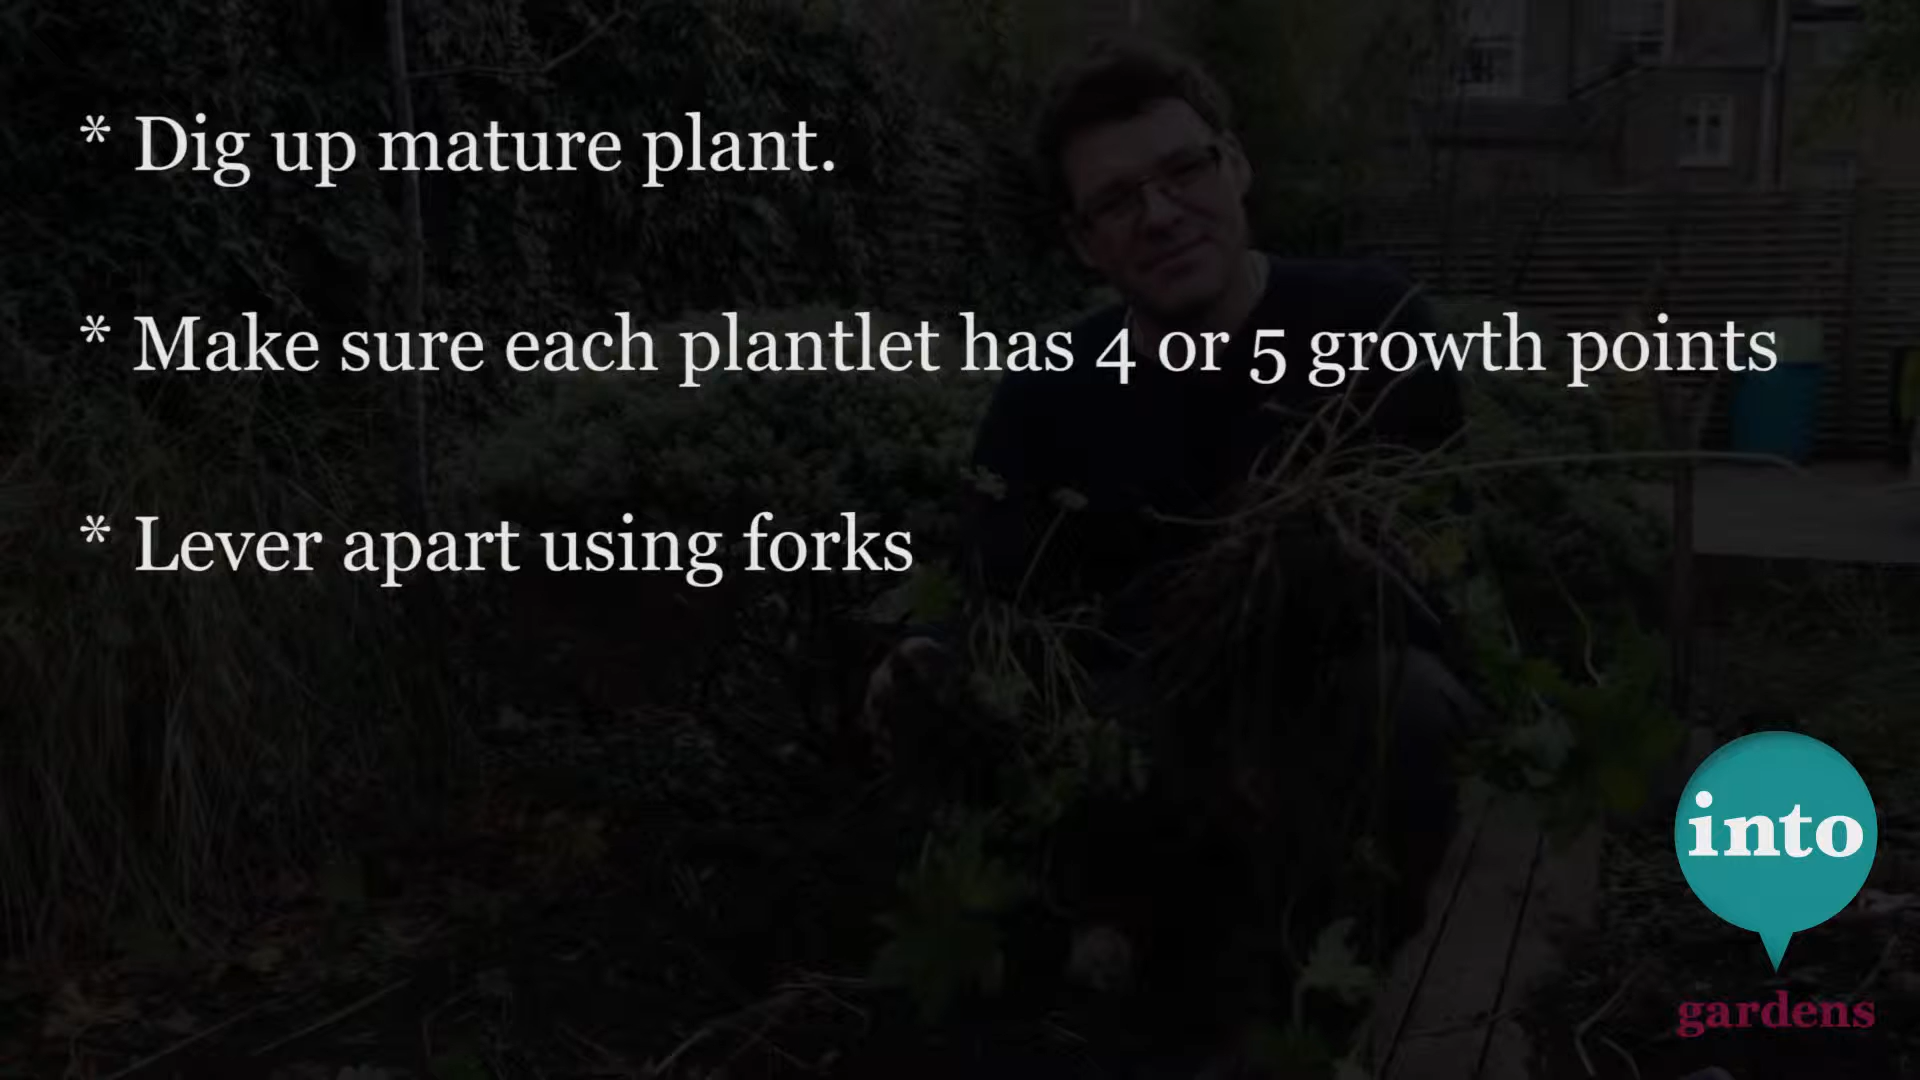 * Dig up mature plant.
* Make sure each plantlet has 4 or 5 growth points
* Lever apart using forks
into
gardens